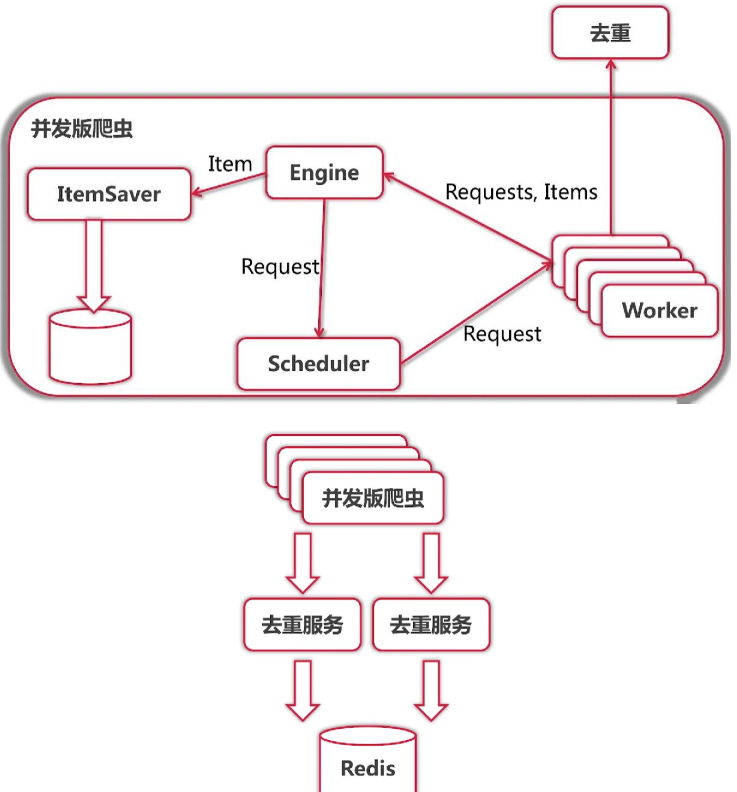 去重
并发版爬虫
Item
Engine
ItemSaver
Requests, Items
Request
Worker
Request
Scheduler
并发版爬虫
去重服务
去重服务
Redis